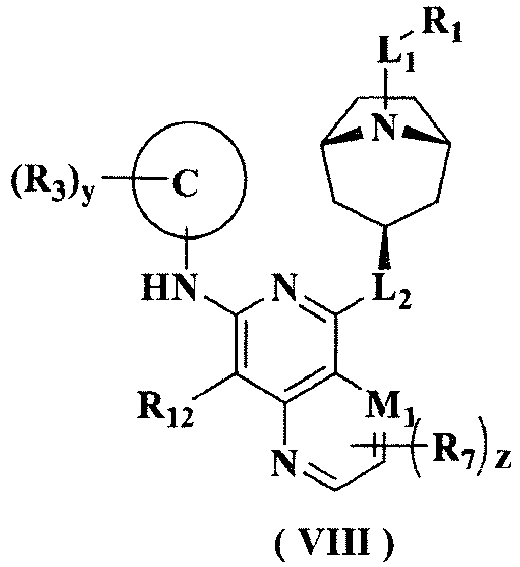 R₁
L₁
N
(R₃)y C
HN N L₂
R₁₂ M₁
N (R₇)z
( VIII )